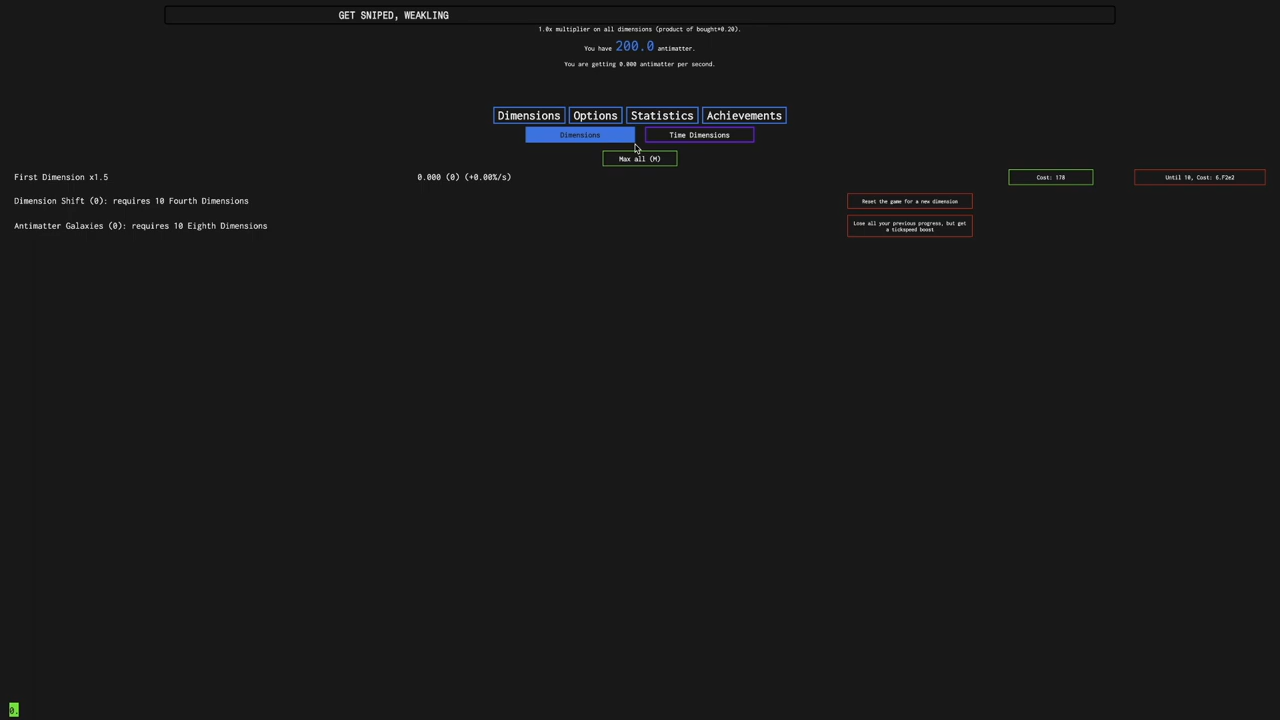 GET SNIPED, WEAKLING
1.0x multiplier on all dimensions (product of bought*0.20).
You have 200.0 antimatter.
You are getting 0.000 antimatter per second.
Dimensions Options Statistics Achievements
Dimensions Time Dimensions
Max all (M)
First Dimension x1.5 0.000 (0) (+0.00%/s) Cost: 178 Until 10, Cost: 6.F2e2
Dimension Shift (0): requires 10 Fourth Dimensions Reset the game for a new dimension
Antimatter Galaxies (0): requires 10 Eighth Dimensions Lose all your previous progress, but get
a tickspeed boost
0.